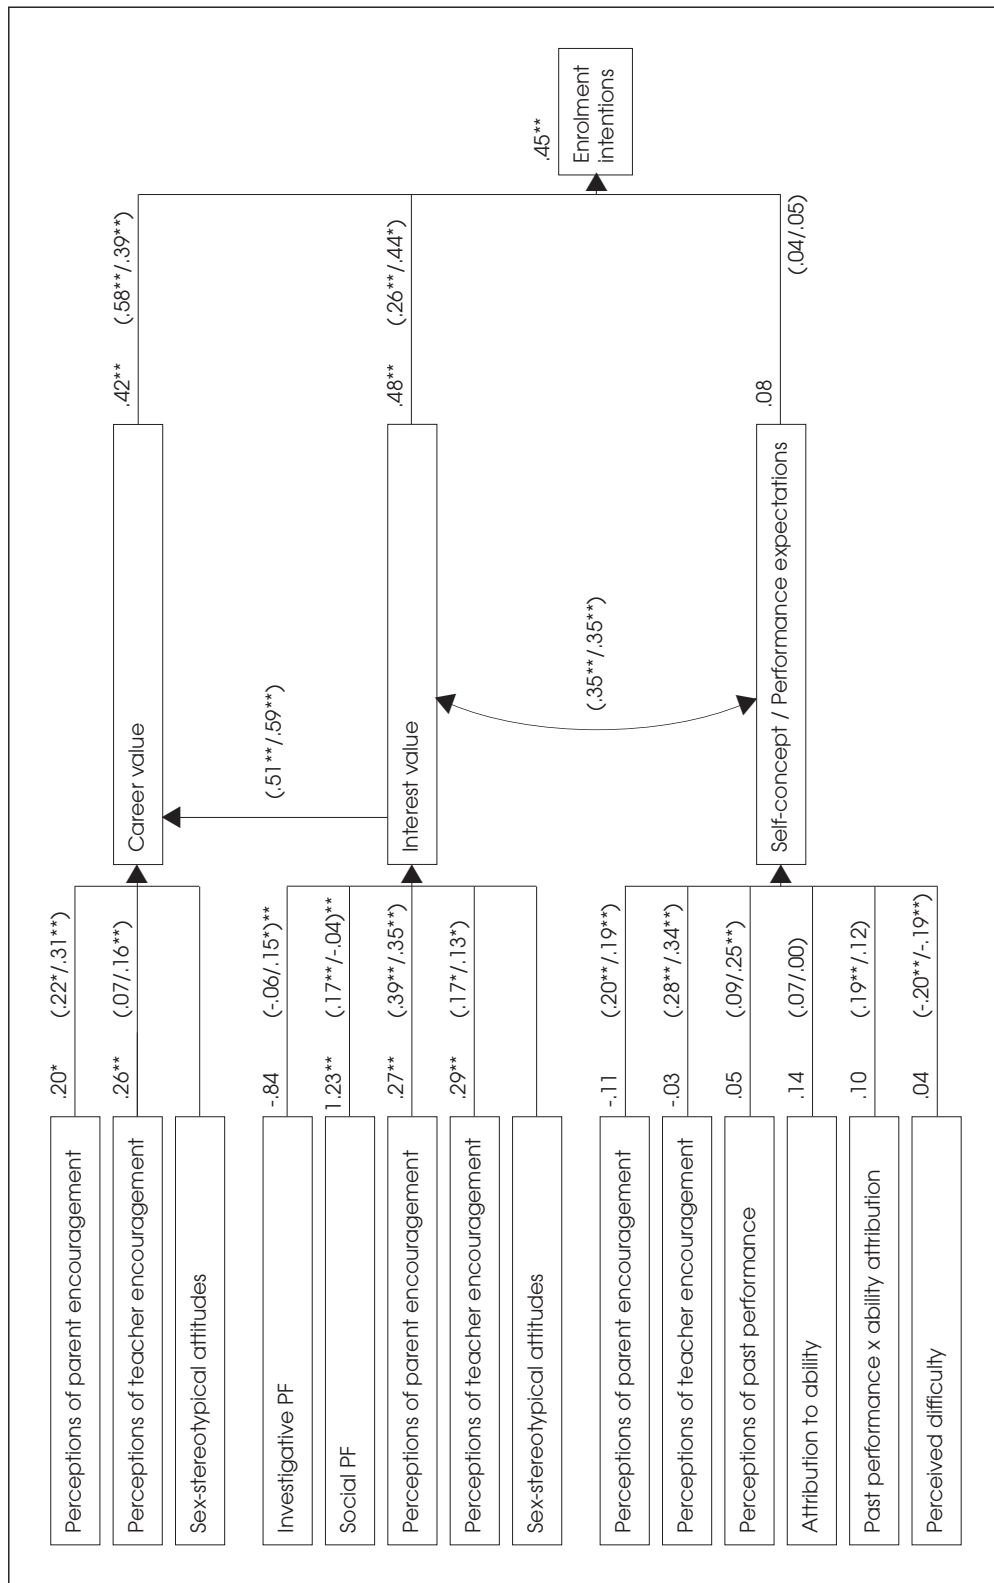 Perceptions of parent encouragement
.20*
(.22*/.31**)
Perceptions of teacher encouragement
.26**
(.07/.16**)
Sex-stereotypical attitudes
Career value
.42**
(.58**/.39**)
(.51**/.59**)
Investigative PF
-.84
(-.06/.15*)**
Social PF
1.23**
(.17**/-.04)**
Perceptions of parent encouragement
.27**
(.39**/.35**)
Perceptions of teacher encouragement
.29**
(.17*/.13*)
Sex-stereotypical attitudes
Interest value
.48**
(.26**/.44*)
.45**
Enrolment
intentions
(.35**/.35**)
Perceptions of parent encouragement
-.11
(.20**/.19**)
Perceptions of teacher encouragement
-.03
(.28**/.34**)
Perceptions of past performance
.05
(.09/.25**)
Attribution to ability
.14
(.07/.00)
Past performance x ability attribution
.10
(.19**/.12)
Perceived difficulty
.04
(-.20**/-.19**)
Self-concept / Performance expectations
.08
(.04/.05)